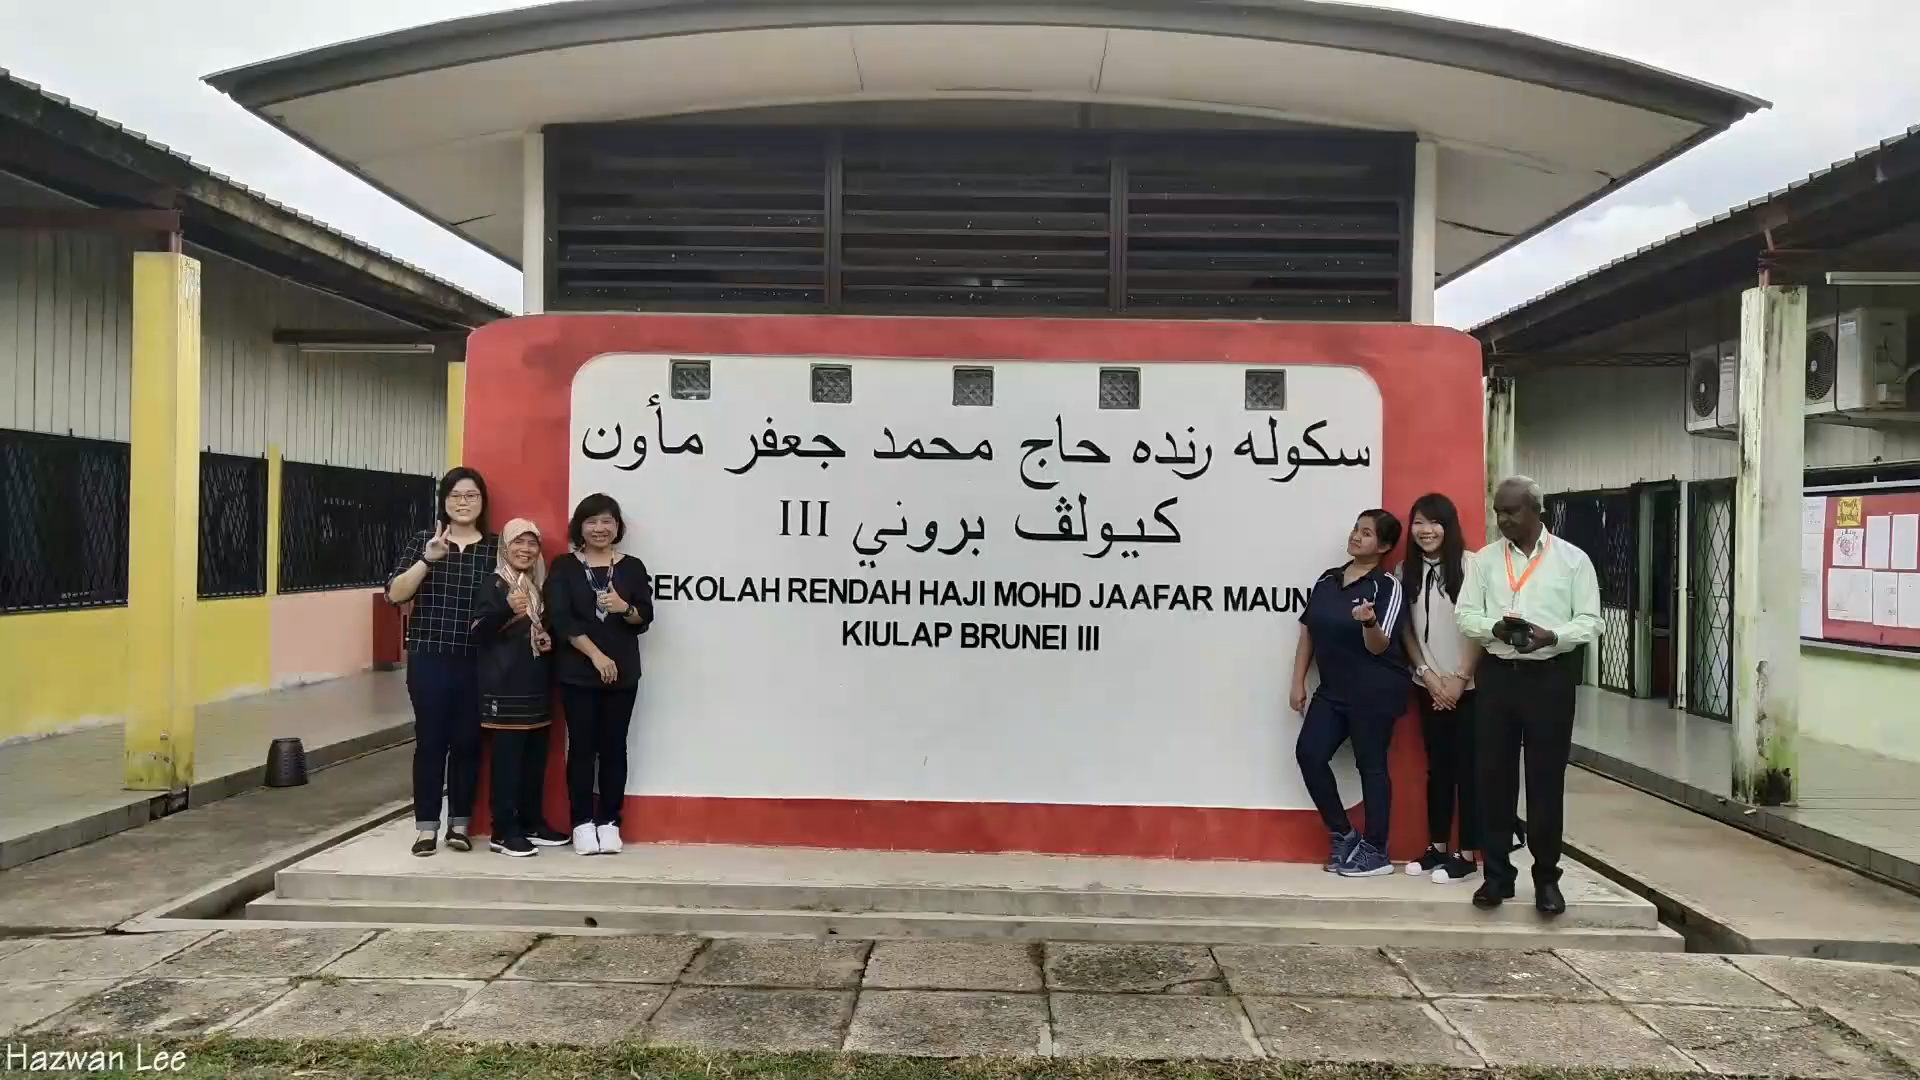 سكوله رنده حاج محمد جعفر مأون
كيولڤ بروني III
SEKOLAH RENDAH HAJI MOHD JAAFAR MAUN
KIULAP BRUNEI III
Hazwan Lee